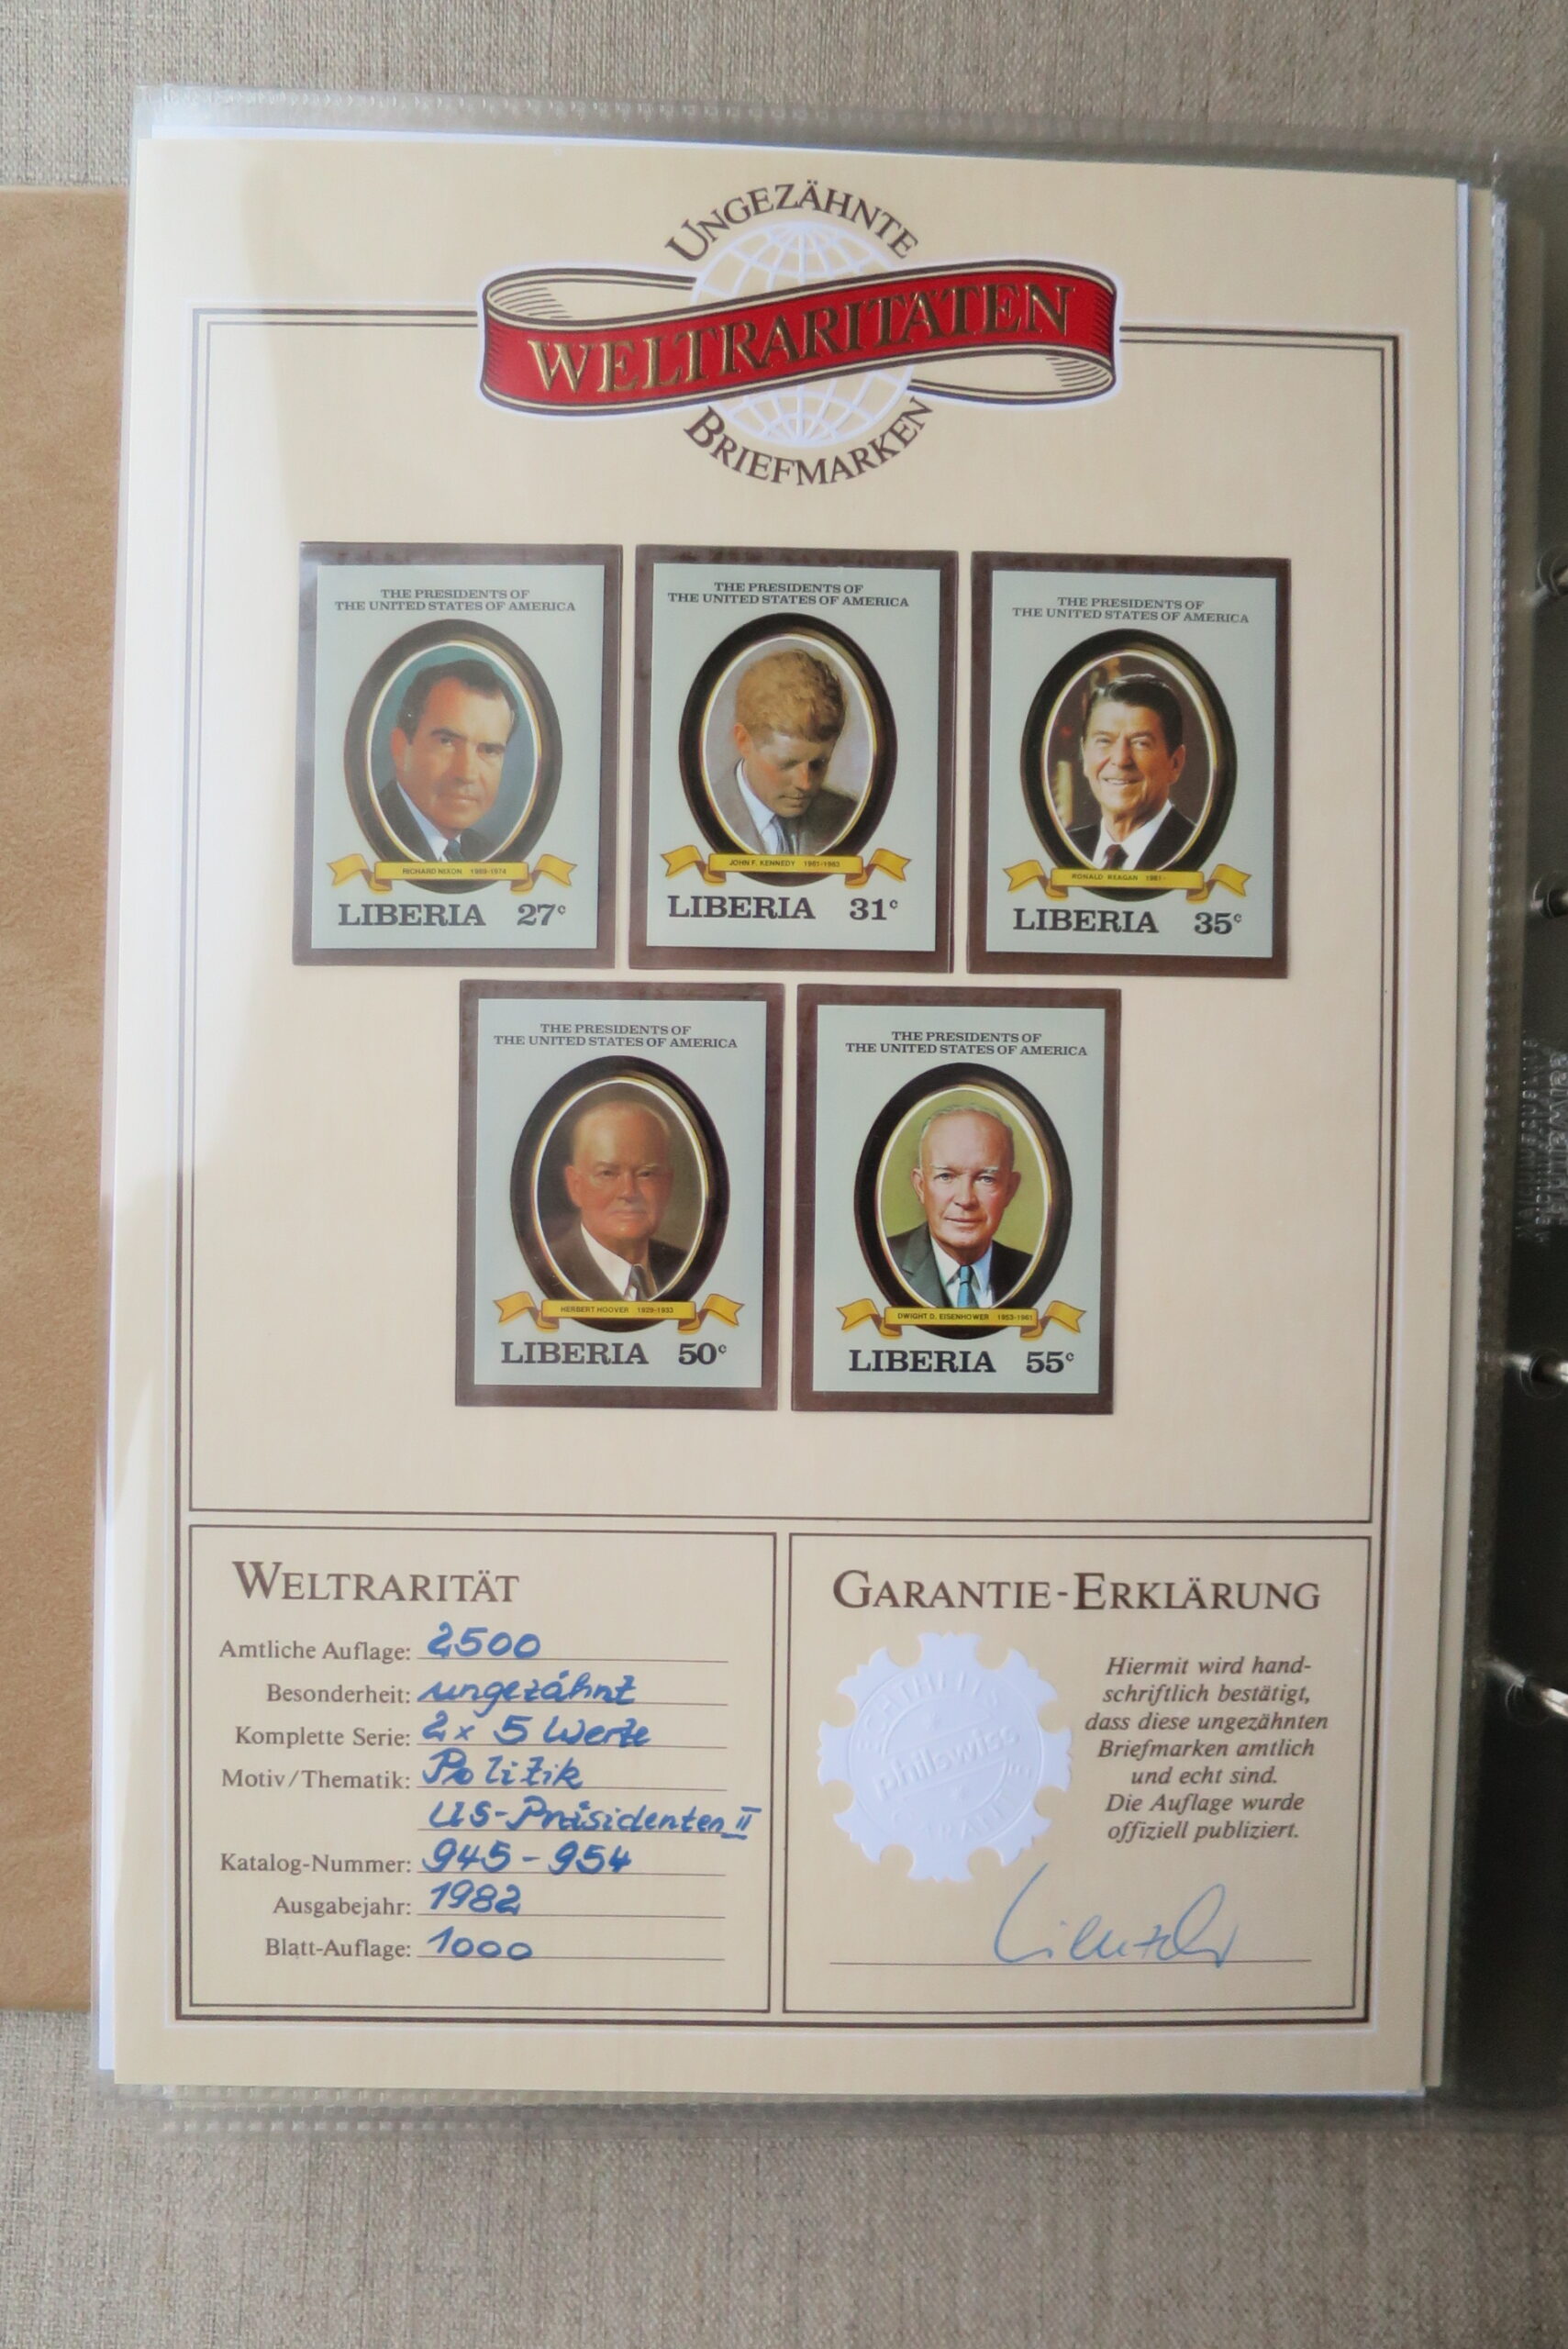 UNGEZÄHNTE
WELTRARITÄTEN
BRIEFMARKEN
THE PRESIDENTS OF
THE UNITED STATES OF AMERICA
RICHARD NIXON 1969-1974
LIBERIA 27c
THE PRESIDENTS OF
THE UNITED STATES OF AMERICA
JOHN F. KENNEDY 1961-1963
LIBERIA 31c
THE PRESIDENTS OF
THE UNITED STATES OF AMERICA
RONALD REAGAN 1981-
LIBERIA 35c
THE PRESIDENTS OF
THE UNITED STATES OF AMERICA
HERBERT HOOVER 1929-1933
LIBERIA 50c
THE PRESIDENTS OF
THE UNITED STATES OF AMERICA
DWIGHT D. EISENHOWER 1953-1961
LIBERIA 55c
WELTRARITÄT
Amtliche Auflage: 2500
Besonderheit: ungezähnt
Komplette Serie: 2 x 5 Werte
Motiv/Thematik: Politik
US-Präsidenten II
Katalog-Nummer: 945 - 954
Ausgabejahr: 1982
Blatt-Auflage: 1000
GARANTIE-ERKLÄRUNG
philswiss
Hiermit wird hand-
schriftlich bestätigt,
dass diese ungezähnten
Briefmarken amtlich
und echt sind.
Die Auflage wurde
offiziell publiziert.